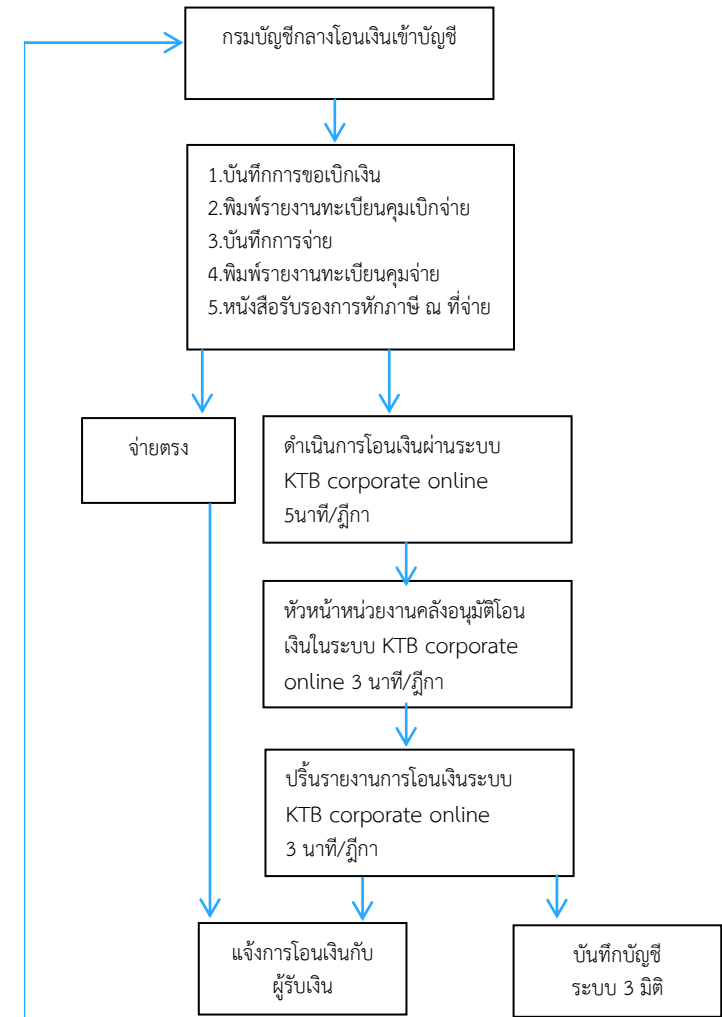 กรมบัญชีกลางโอนเงินเข้าบัญชี
1.บันทึกการขอเบิกเงิน
2.พิมพ์รายงานทะเบียนคุมเบิกจ่าย
3.บันทึกการจ่าย
4.พิมพ์รายงานทะเบียนคุมจ่าย
5.หนังสือรับรองการหักภาษี ณ ที่จ่าย
จ่ายตรง
ดำเนินการโอนเงินผ่านระบบ
KTB corporate online
5นาที/ฎีกา
หัวหน้าหน่วยงานคลังอนุมัติโอน
เงินในระบบ KTB corporate
online 3 นาที/ฎีกา
ปริ้นรายงานการโอนเงินระบบ
KTB corporate online
3 นาที/ฎีกา
แจ้งการโอนเงินกับ
ผู้รับเงิน
บันทึกบัญชี
ระบบ 3 มิติ